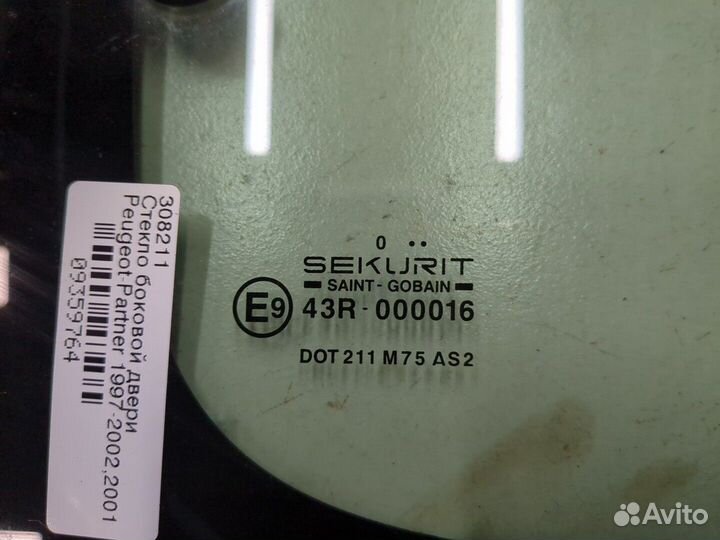 308211
Стекло боковой двери
Peugeot Partner 1997-2002,2001
09359764
0 ..
SEKURIT
SAINT-GOBAIN
E9 43R-000016
DOT 211 M75 AS2
Avito